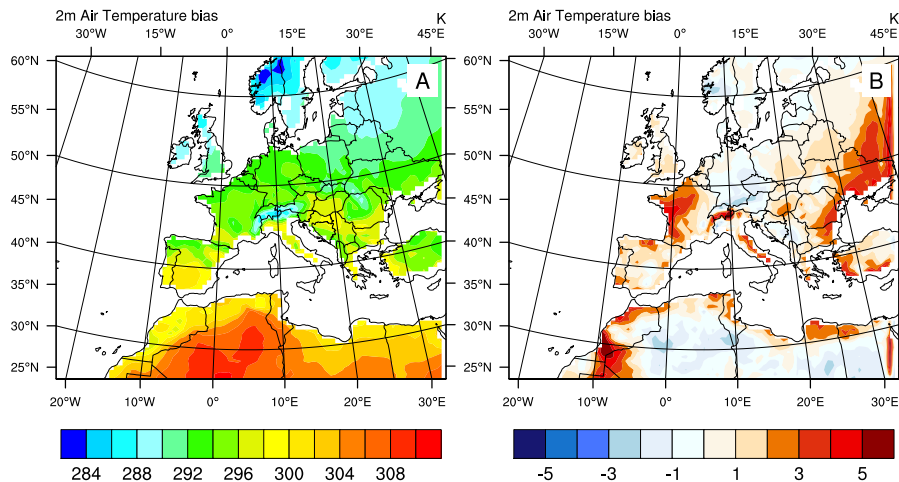 2m Air Temperature bias K
30°W 15°W 0° 15°E 30°E 45°E
60°N
55°N
50°N
45°N
40°N
35°N
30°N
25°N
A
20°W 10°W 0° 10°E 20°E 30°E
284 288 292 296 300 304 308
2m Air Temperature bias K
30°W 15°W 0° 15°E 30°E 45°E
60°N
55°N
50°N
45°N
40°N
35°N
30°N
25°N
B
20°W 10°W 0° 10°E 20°E 30°E
-5 -3 -1 1 3 5